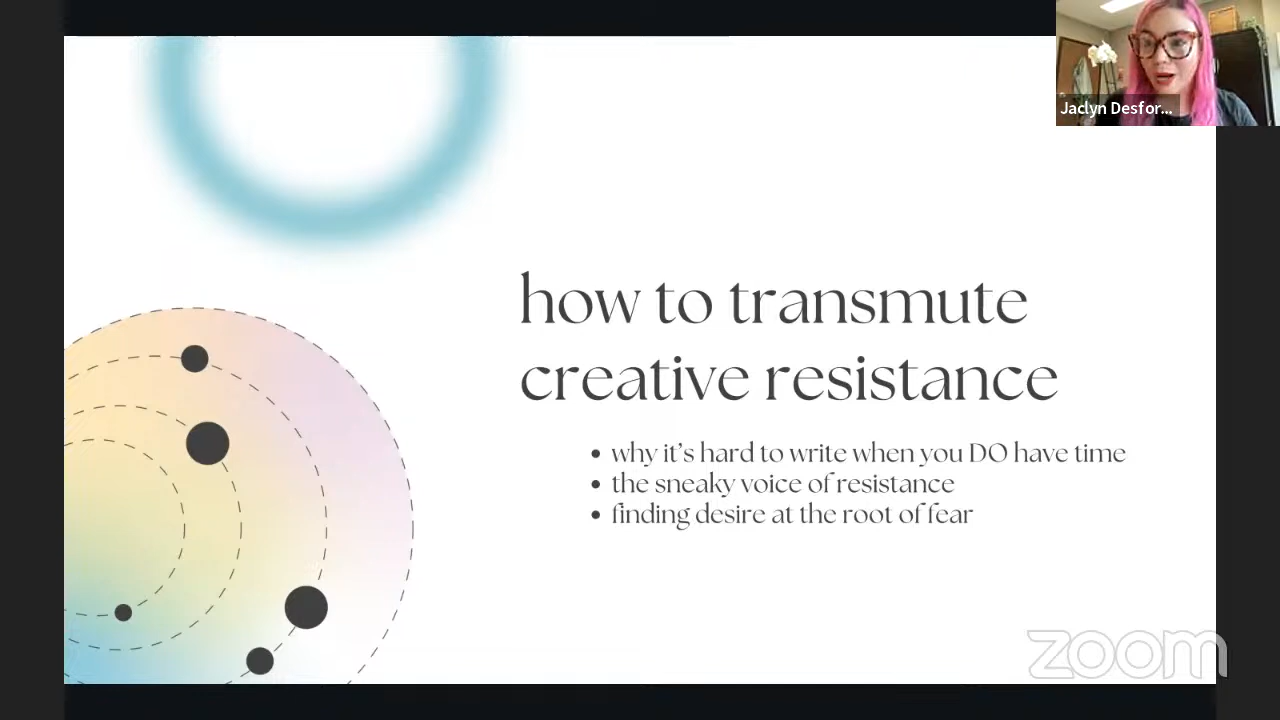 Jaclyn Desfor...
how to transmute
creative resistance
• why it's hard to write when you DO have time
• the sneaky voice of resistance
• finding desire at the root of fear
zoom